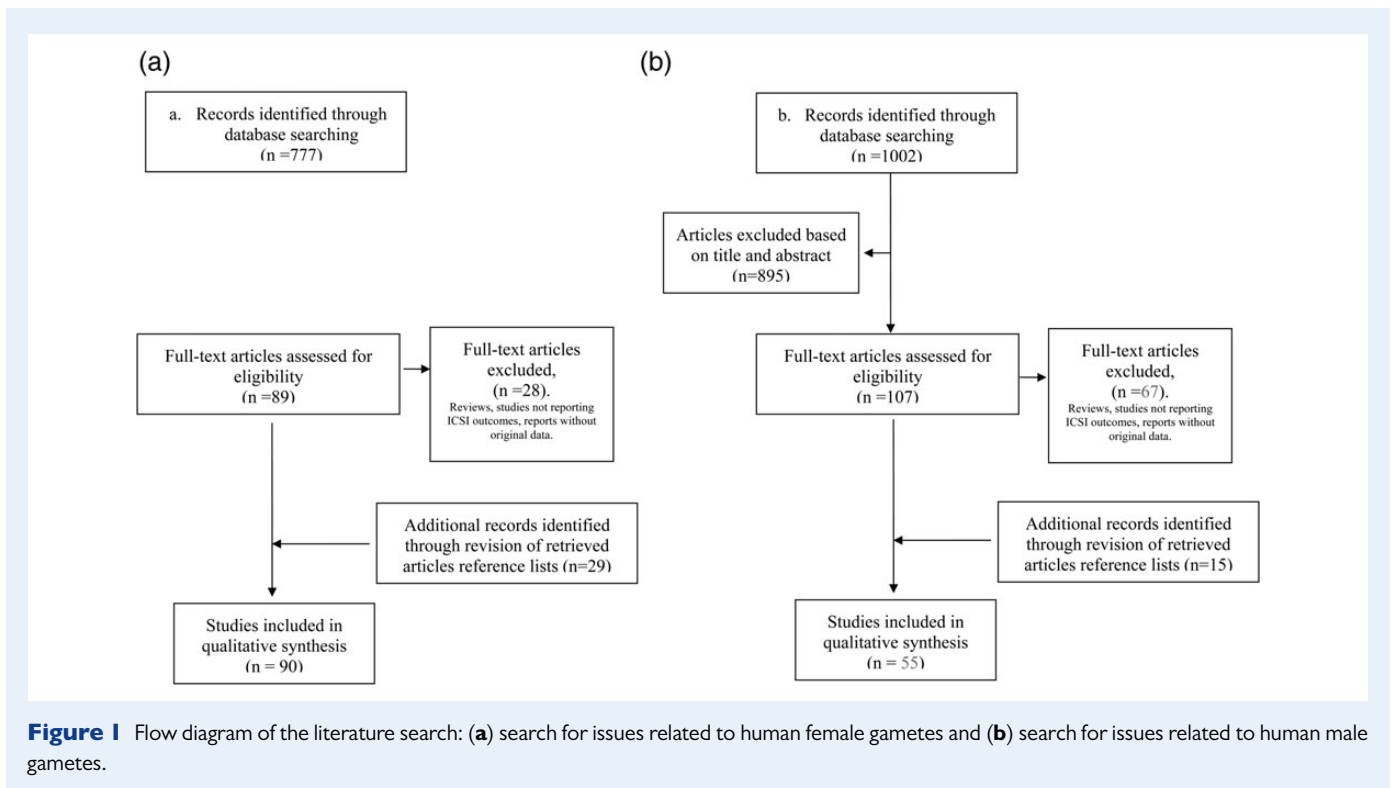 (a)
a. Records identified through
database searching
(n =777)
Full-text articles assessed for
eligibility
(n =89)
Full-text articles
excluded,
(n =28).
Reviews, studies not reporting
ICSI outcomes, reports without
original data.
Additional records identified
through revision of retrieved
articles reference lists (n=29)
Studies included in
qualitative synthesis
(n = 90)
(b)
b. Records identified through
database searching
(n =1002)
Articles excluded based
on title and abstract
(n=895)
Full-text articles assessed for
eligibility
(n =107)
Full-text articles
excluded,
(n =67).
Reviews, studies not reporting
ICSI outcomes, reports without
original data.
Additional records identified
through revision of retrieved
articles reference lists (n=15)
Studies included in
qualitative synthesis
(n = 55)
Figure 1 Flow diagram of the literature search: (a) search for issues related to human female gametes and (b) search for issues related to human male
gametes.